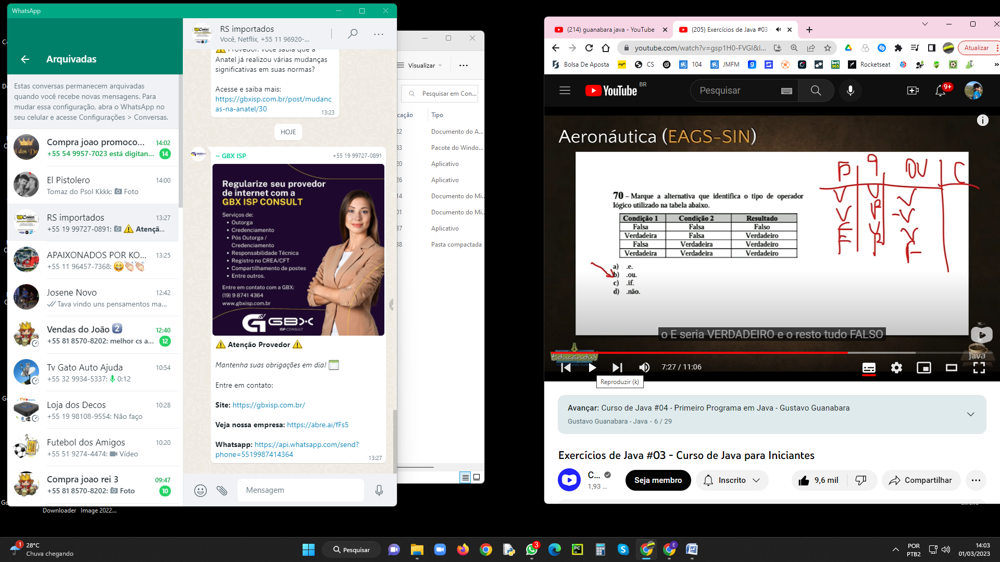 WhatsApp
Arquivadas
Estas conversas permanecem arquivadas
quando você recebe novas mensagens. Para
mudar essa configuração, abra o WhatsApp no
seu celular e acesse Configurações > Conversas.
Compra joao promoco... 14:02
+55 54 9957-7023 está digitan... 14
El Pistolero 14:00
Tomaz do Psol Kkkk: Foto
RS importados 13:27
+55 19 99727-0891: ⚠ Atençã...
APAIXONADOS POR KO... 13:25
+55 11 96457-7368: 😄👏🏻👏🏻
Josene Novo 12:42
Tava vindo uns pensamentos ma...
Vendas do João 2 12:40
+55 81 8570-8202: melhor cs a... 12
Tv Gato Auto Ajuda 10:54
+55 32 9934-5337: 0:12
Loja dos Decos 10:28
+55 19 98108-9554: Não faço
Futebol dos Amigos 10:20
+55 51 9274-4474: Vídeo
Compra joao rei 3 09:47
+55 81 8570-8202: Foto 10
RS importados
Você, Netflix, +55 11 96920-...
⚠ Provedor, você sabia que a
Anatel já realizou várias mudanças
significativas em suas normas?
Acesse e saiba mais:
https://gbxisp.com.br/post/mudanc
as-na-anatel/30
13:23
HOJE
~ GBX ISP +55 19 99727-0891
Regularize seu provedor
de internet com a
GBX ISP CONSULT
Serviços de:
• Outorga
• Credenciamento
• Pós Outorga /
Credenciamento
• Responsabilidade Técnica
• Registro no CREA/CFT
• Compartilhamento de postes
• Entre outros.
Entre em contato com a GBX:
(19) 9 8741 4364
www.gbxisp.com.br
GBX
ISP CONSULT
⚠ Atenção Provedor ⚠
Mantenha suas obrigações em dia!
Entre em contato:
Site: https://gbxisp.com.br/
Veja nossa empresa: https://abre.ai/fFs5
Whatsapp: https://api.whatsapp.com/send?
phone=5519987414364
13:27
Mensagem
Visualizar
Pesquisar em Con...
cação Tipo
22 Documento do A...
33 Pacote do Windo...
20 Aplicativo
26 Aplicativo
14 Documento do Mi...
01 Documento do Mi...
37 Aplicativo
38 Pasta compactada
(214) guanabara java - YouTube
(205) Exercícios de Java #03
youtube.com/watch?v=gsp1H0-FVGI&l...
Atualizar
Bolsa De Aposta CS 104 JMFM bet365 Rocketseat »
YouTube BR
Pesquisar
9+
Aeronáutica (EAGS-SIN)
70 – Marque a alternativa que identifica o tipo de operador
lógico utilizado na tabela abaixo.
Condição 1 Condição 2 Resultado
Falsa Falsa Falso
Verdadeira Falsa Verdadeiro
Falsa Verdadeira Verdadeiro
Verdadeira Verdadeira Verdadeiro
a) .e.
b) .ou.
c) .if.
d) .não.
P q OU C
V V V
V F V
F V V
F F F
o E seria VERDADEIRO e o resto tudo FALSO
Educandus
Java
7:27 / 11:06
Reproduzir (k)
Avançar: Curso de Java #04 - Primeiro Programa em Java - Gustavo Guanabara
Gustavo Guanabara - Java - 6 / 29
Exercícios de Java #03 - Curso de Java para Iniciantes
C...
1,93 ...
Seja membro
Inscrito
9,6 mil
Compartilhar
Downloader Image 2022...
1
28°C
Chuva chegando
Pesquisar
3
POR
PTB2
14:03
01/03/2023